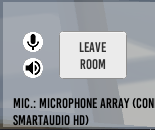 LEAVE
ROOM
MIC.: MICROPHONE ARRAY (CON
SMARTAUDIO HD)